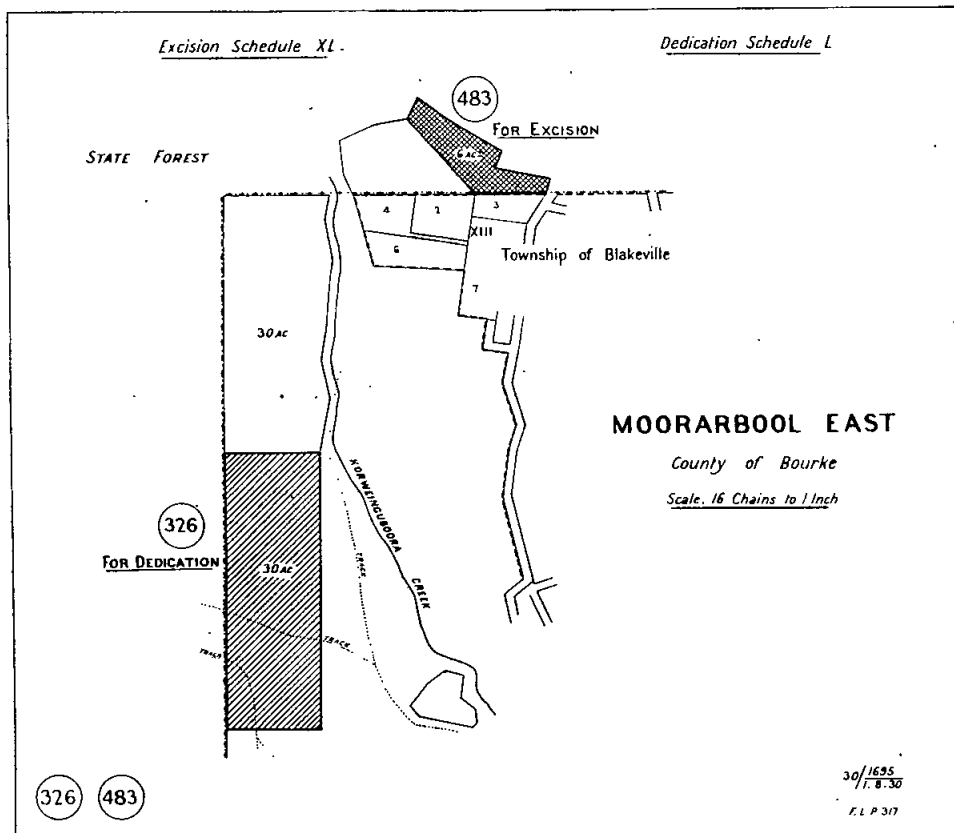 Excision Schedule XL.
Dedication Schedule L
483
FOR EXCISION
6 AC
STATE FOREST
4
2
3
XIII
6
Township of Blakeville
7
30 AC
MOORARBOOL EAST
County of Bourke
Scale. 16 Chains to 1 Inch
KORWEINGUBOORA CREEK
326
FOR DEDICATION
30 AC
TRACK
TRACK
TRACK
326 483
30/1695
1.8.30
F.L.P 317